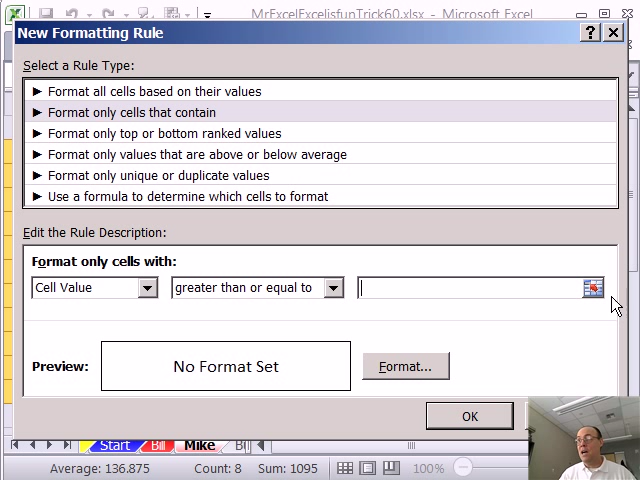 MrExcelExcelisfunTrick60.xlsx - Microsoft Excel
New Formatting Rule
Select a Rule Type:
► Format all cells based on their values
► Format only cells that contain
► Format only top or bottom ranked values
► Format only values that are above or below average
► Format only unique or duplicate values
► Use a formula to determine which cells to format
Edit the Rule Description:
Format only cells with:
Cell Value greater than or equal to
Preview: No Format Set Format...
OK
Start Bill Mike
Average: 136.875 Count: 8 Sum: 1095 100%